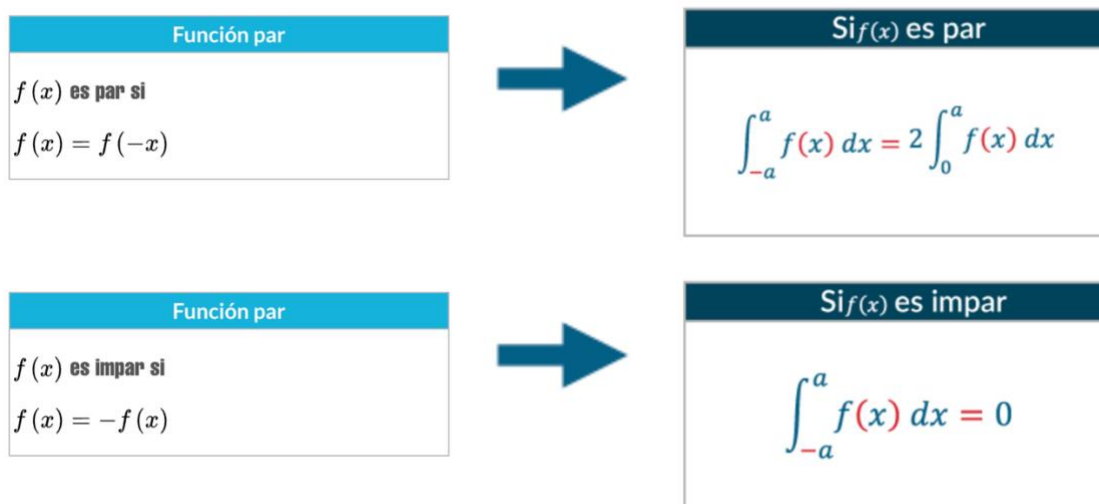 Función par
f (x) es par si
f (x) = f (−x)
Si f(x) es par
∫_{−a}^{a} f(x) dx = 2 ∫_{0}^{a} f(x) dx
Función par
f (x) es impar si
f (x) = −f (x)
Si f(x) es impar
∫_{−a}^{a} f(x) dx = 0